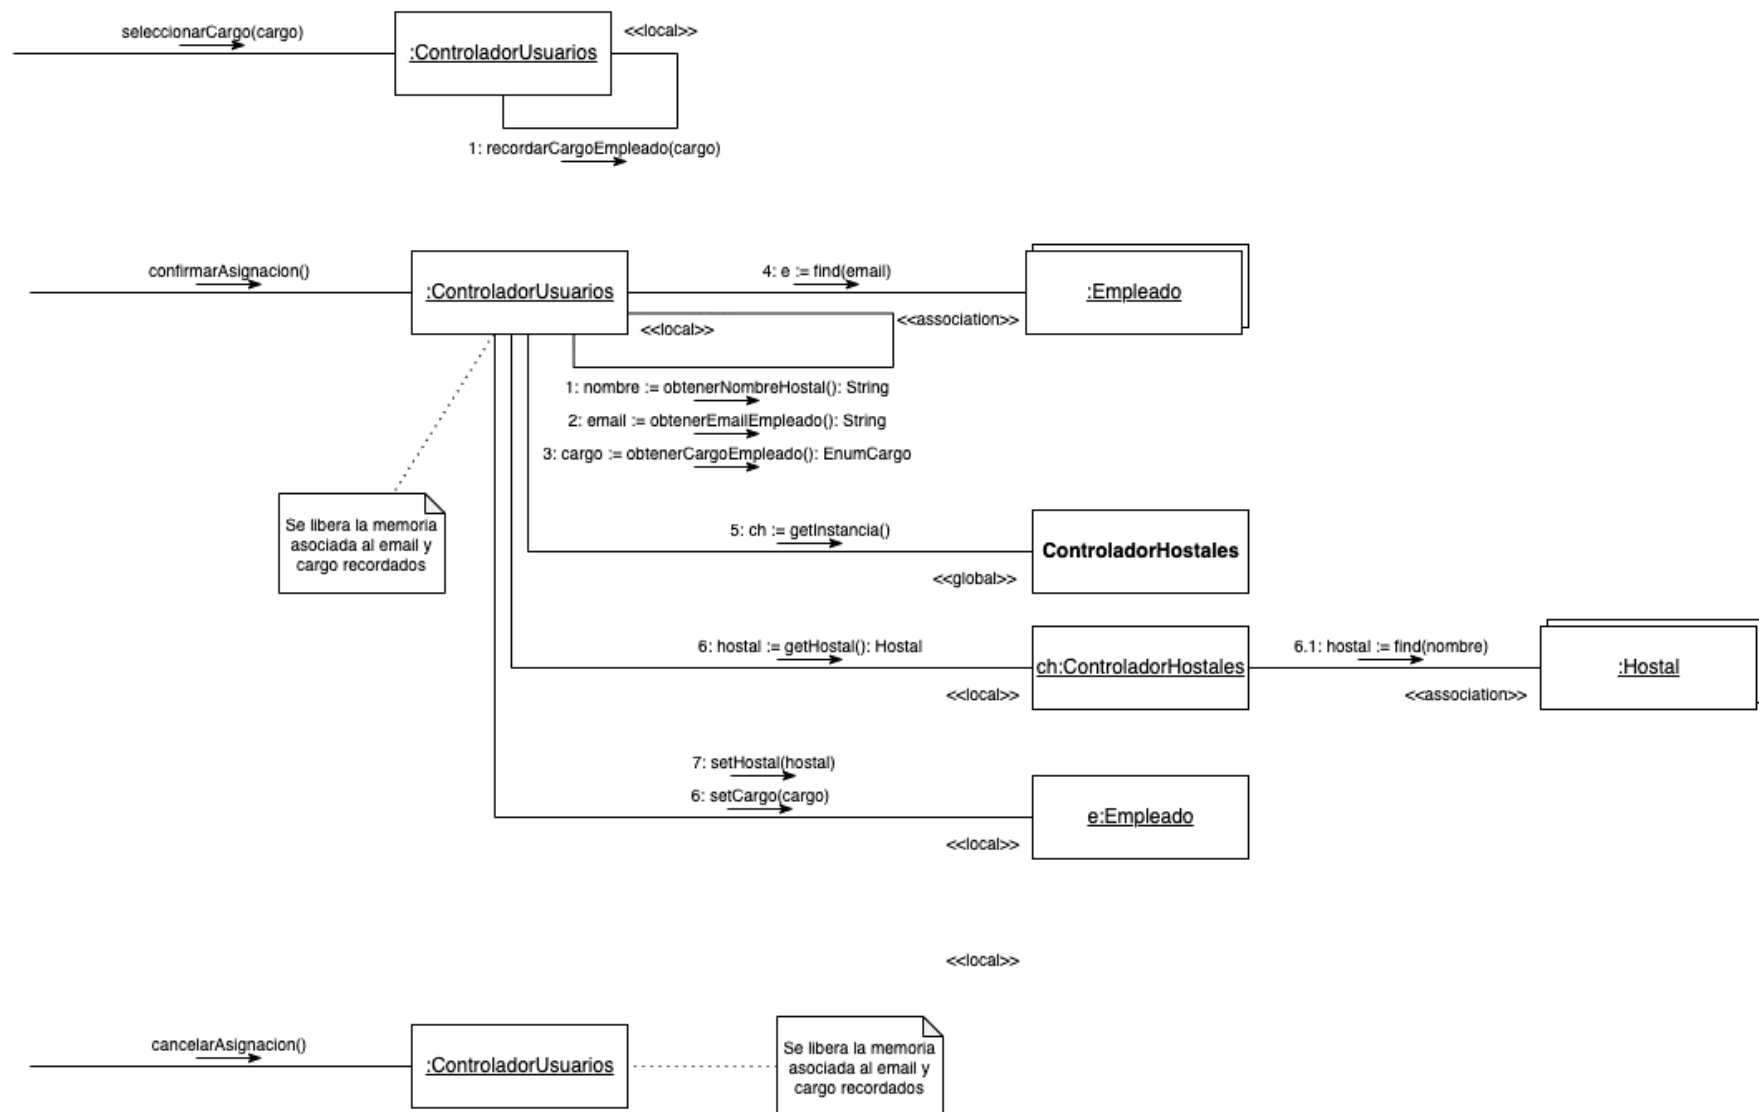 seleccionarCargo(cargo)
:ControladorUsuarios
<<local>>
1: recordarCargoEmpleado(cargo)
confirmarAsignacion()
:ControladorUsuarios
4: e := find(email)
:Empleado
<<local>>
<<association>>
1: nombre := obtenerNombreHostal(): String
2: email := obtenerEmailEmpleado(): String
3: cargo := obtenerCargoEmpleado(): EnumCargo
Se libera la memoria
asociada al email y
cargo recordados
5: ch := getInstancia()
ControladorHostales
<<global>>
6: hostal := getHostal(): Hostal
ch:ControladorHostales
6.1: hostal := find(nombre)
:Hostal
<<local>>
<<association>>
7: setHostal(hostal)
6: setCargo(cargo)
e:Empleado
<<local>>
<<local>>
cancelarAsignacion()
:ControladorUsuarios
Se libera la memoria
asociada al email y
cargo recordados